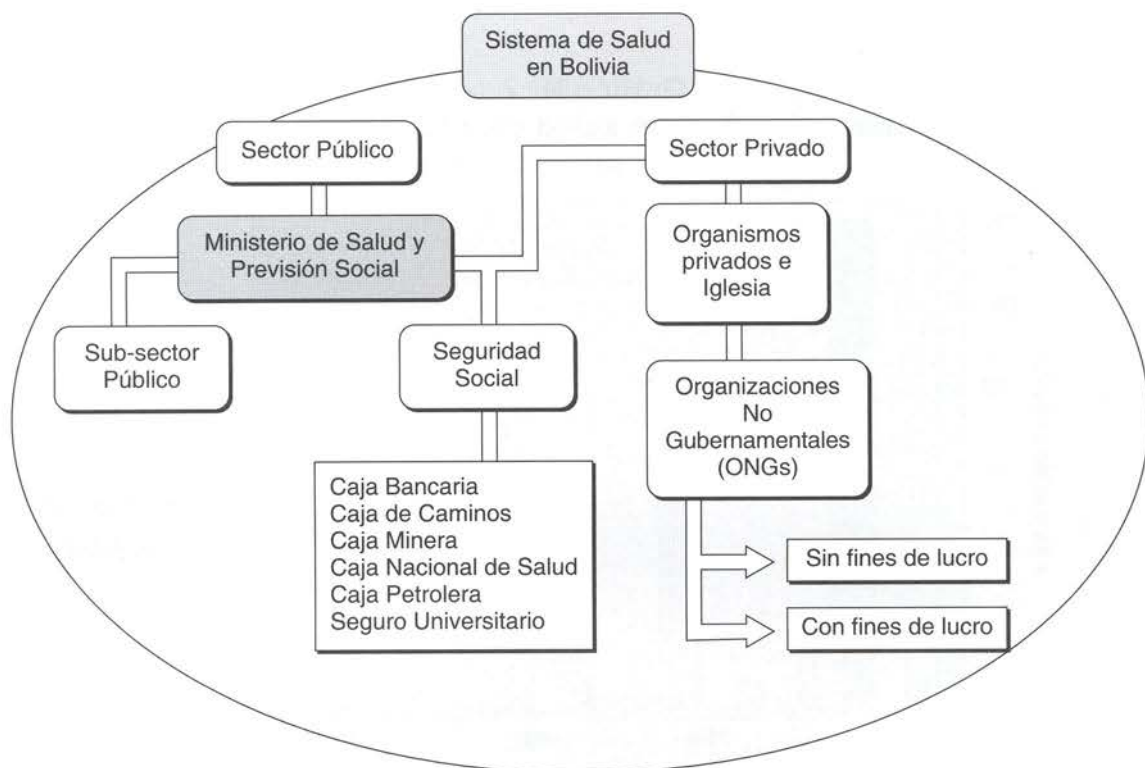 Sistema de Salud
en Bolivia
Sector Público
Sector Privado
Ministerio de Salud y
Previsión Social
Organismos
privados e
Iglesia
Sub-sector
Público
Seguridad
Social
Organizaciones
No
Gubernamentales
(ONGs)
Caja Bancaria
Caja de Caminos
Caja Minera
Caja Nacional de Salud
Caja Petrolera
Seguro Universitario
Sin fines de lucro
Con fines de lucro